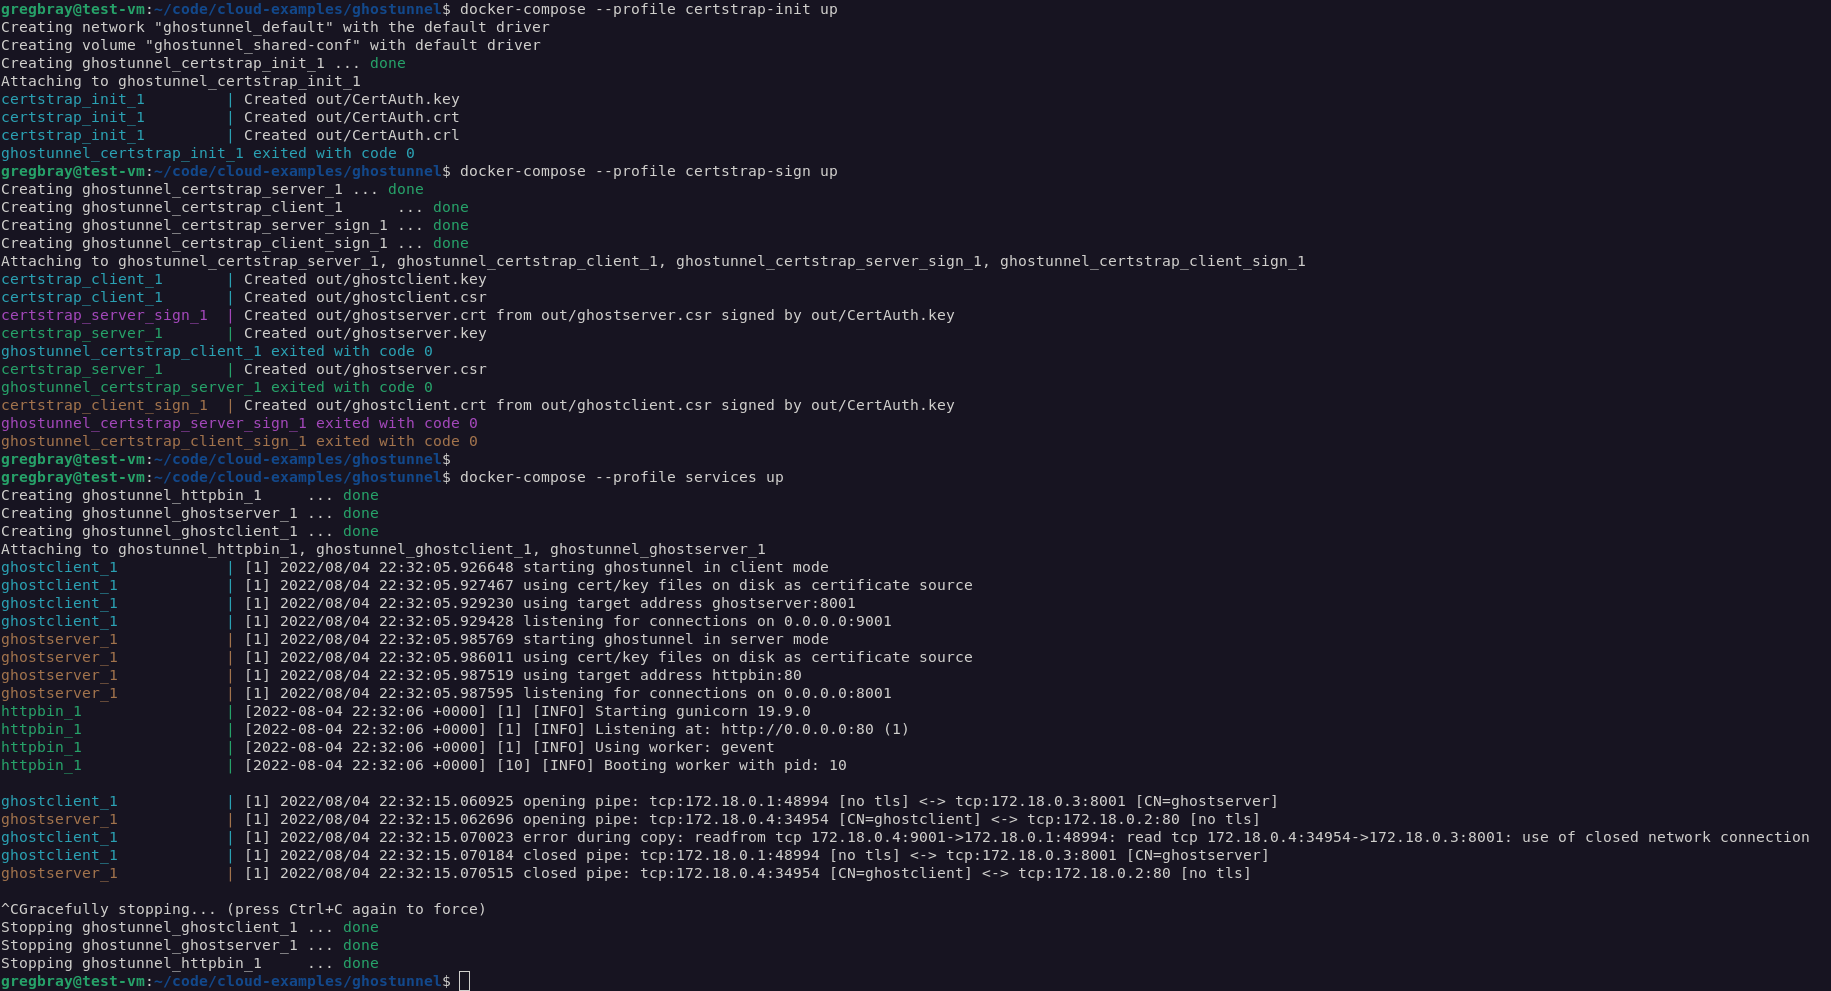 gregbray@test-vm:~/code/cloud-examples/ghostunnel$ docker-compose --profile certstrap-init up
Creating network "ghostunnel_default" with the default driver
Creating volume "ghostunnel_shared-conf" with default driver
Creating ghostunnel_certstrap_init_1 ... done
Attaching to ghostunnel_certstrap_init_1
certstrap_init_1         | Created out/CertAuth.key
certstrap_init_1         | Created out/CertAuth.crt
certstrap_init_1         | Created out/CertAuth.crl
ghostunnel_certstrap_init_1 exited with code 0
gregbray@test-vm:~/code/cloud-examples/ghostunnel$ docker-compose --profile certstrap-sign up
Creating ghostunnel_certstrap_server_1 ... done
Creating ghostunnel_certstrap_client_1      ... done
Creating ghostunnel_certstrap_server_sign_1 ... done
Creating ghostunnel_certstrap_client_sign_1 ... done
Attaching to ghostunnel_certstrap_server_1, ghostunnel_certstrap_client_1, ghostunnel_certstrap_server_sign_1, ghostunnel_certstrap_client_sign_1
certstrap_client_1       | Created out/ghostclient.key
certstrap_client_1       | Created out/ghostclient.csr
certstrap_server_sign_1  | Created out/ghostserver.crt from out/ghostserver.csr signed by out/CertAuth.key
certstrap_server_1       | Created out/ghostserver.key
ghostunnel_certstrap_client_1 exited with code 0
certstrap_server_1       | Created out/ghostserver.csr
ghostunnel_certstrap_server_1 exited with code 0
certstrap_client_sign_1  | Created out/ghostclient.crt from out/ghostclient.csr signed by out/CertAuth.key
ghostunnel_certstrap_server_sign_1 exited with code 0
ghostunnel_certstrap_client_sign_1 exited with code 0
gregbray@test-vm:~/code/cloud-examples/ghostunnel$
gregbray@test-vm:~/code/cloud-examples/ghostunnel$ docker-compose --profile services up
Creating ghostunnel_httpbin_1     ... done
Creating ghostunnel_ghostserver_1 ... done
Creating ghostunnel_ghostclient_1 ... done
Attaching to ghostunnel_httpbin_1, ghostunnel_ghostclient_1, ghostunnel_ghostserver_1
ghostclient_1            | [1] 2022/08/04 22:32:05.926648 starting ghostunnel in client mode
ghostclient_1            | [1] 2022/08/04 22:32:05.927467 using cert/key files on disk as certificate source
ghostclient_1            | [1] 2022/08/04 22:32:05.929230 using target address ghostserver:8001
ghostclient_1            | [1] 2022/08/04 22:32:05.929428 listening for connections on 0.0.0.0:9001
ghostserver_1            | [1] 2022/08/04 22:32:05.985769 starting ghostunnel in server mode
ghostserver_1            | [1] 2022/08/04 22:32:05.986011 using cert/key files on disk as certificate source
ghostserver_1            | [1] 2022/08/04 22:32:05.987519 using target address httpbin:80
ghostserver_1            | [1] 2022/08/04 22:32:05.987595 listening for connections on 0.0.0.0:8001
httpbin_1                | [2022-08-04 22:32:06 +0000] [1] [INFO] Starting gunicorn 19.9.0
httpbin_1                | [2022-08-04 22:32:06 +0000] [1] [INFO] Listening at: http://0.0.0.0:80 (1)
httpbin_1                | [2022-08-04 22:32:06 +0000] [1] [INFO] Using worker: gevent
httpbin_1                | [2022-08-04 22:32:06 +0000] [10] [INFO] Booting worker with pid: 10
ghostclient_1            | [1] 2022/08/04 22:32:15.060925 opening pipe: tcp:172.18.0.1:48994 [no tls] <-> tcp:172.18.0.3:8001 [CN=ghostserver]
ghostserver_1            | [1] 2022/08/04 22:32:15.062696 opening pipe: tcp:172.18.0.4:34954 [CN=ghostclient] <-> tcp:172.18.0.2:80 [no tls]
ghostclient_1            | [1] 2022/08/04 22:32:15.070023 error during copy: readfrom tcp 172.18.0.4:9001->172.18.0.1:48994: read tcp 172.18.0.4:34954->172.18.0.3:8001: use of closed network connection
ghostclient_1            | [1] 2022/08/04 22:32:15.070184 closed pipe: tcp:172.18.0.1:48994 [no tls] <-> tcp:172.18.0.3:8001 [CN=ghostserver]
ghostserver_1            | [1] 2022/08/04 22:32:15.070515 closed pipe: tcp:172.18.0.4:34954 [CN=ghostclient] <-> tcp:172.18.0.2:80 [no tls]
^CGracefully stopping... (press Ctrl+C again to force)
Stopping ghostunnel_ghostclient_1 ... done
Stopping ghostunnel_ghostserver_1 ... done
Stopping ghostunnel_httpbin_1     ... done
gregbray@test-vm:~/code/cloud-examples/ghostunnel$